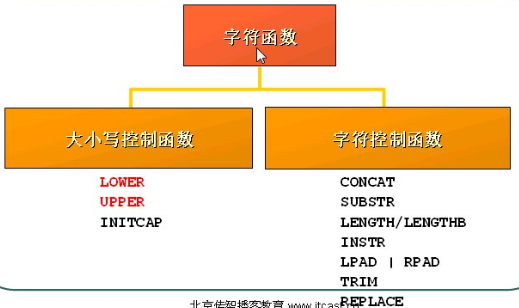 字符函数
大小写控制函数
字符控制函数
LOWER
UPPER
INITCAP
CONCAT
SUBSTR
LENGTH/LENGTHB
INSTR
LPAD | RPAD
TRIM
REPLACE
北京传智播客教育 www.itcast